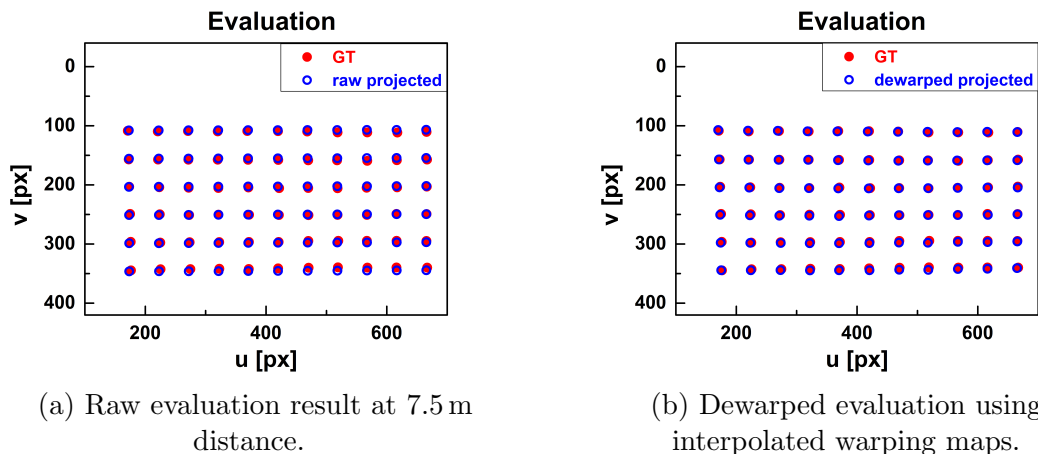 Evaluation
GT
raw projected
0
100
200
300
400
v [px]
200
400
600
u [px]
(a) Raw evaluation result at 7.5 m
distance.
Evaluation
GT
dewarped projected
0
100
200
300
400
v [px]
200
400
600
u [px]
(b) Dewarped evaluation using
interpolated warping maps.